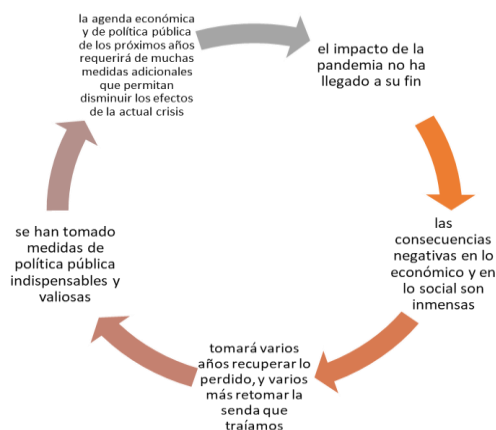 la agenda económica
y de política pública
de los próximos años
requerirá de muchas
medidas adicionales
que permitan
disminuir los efectos
de la actual crisis
el impacto de la
pandemia no ha
llegado a su fin
las
consecuencias
negativas en lo
económico y en
lo social son
inmensas
tomará varios
años recuperar lo
perdido, y varios
más retomar la
senda que
traíamos
se han tomado
medidas de
política pública
indispensables y
valiosas